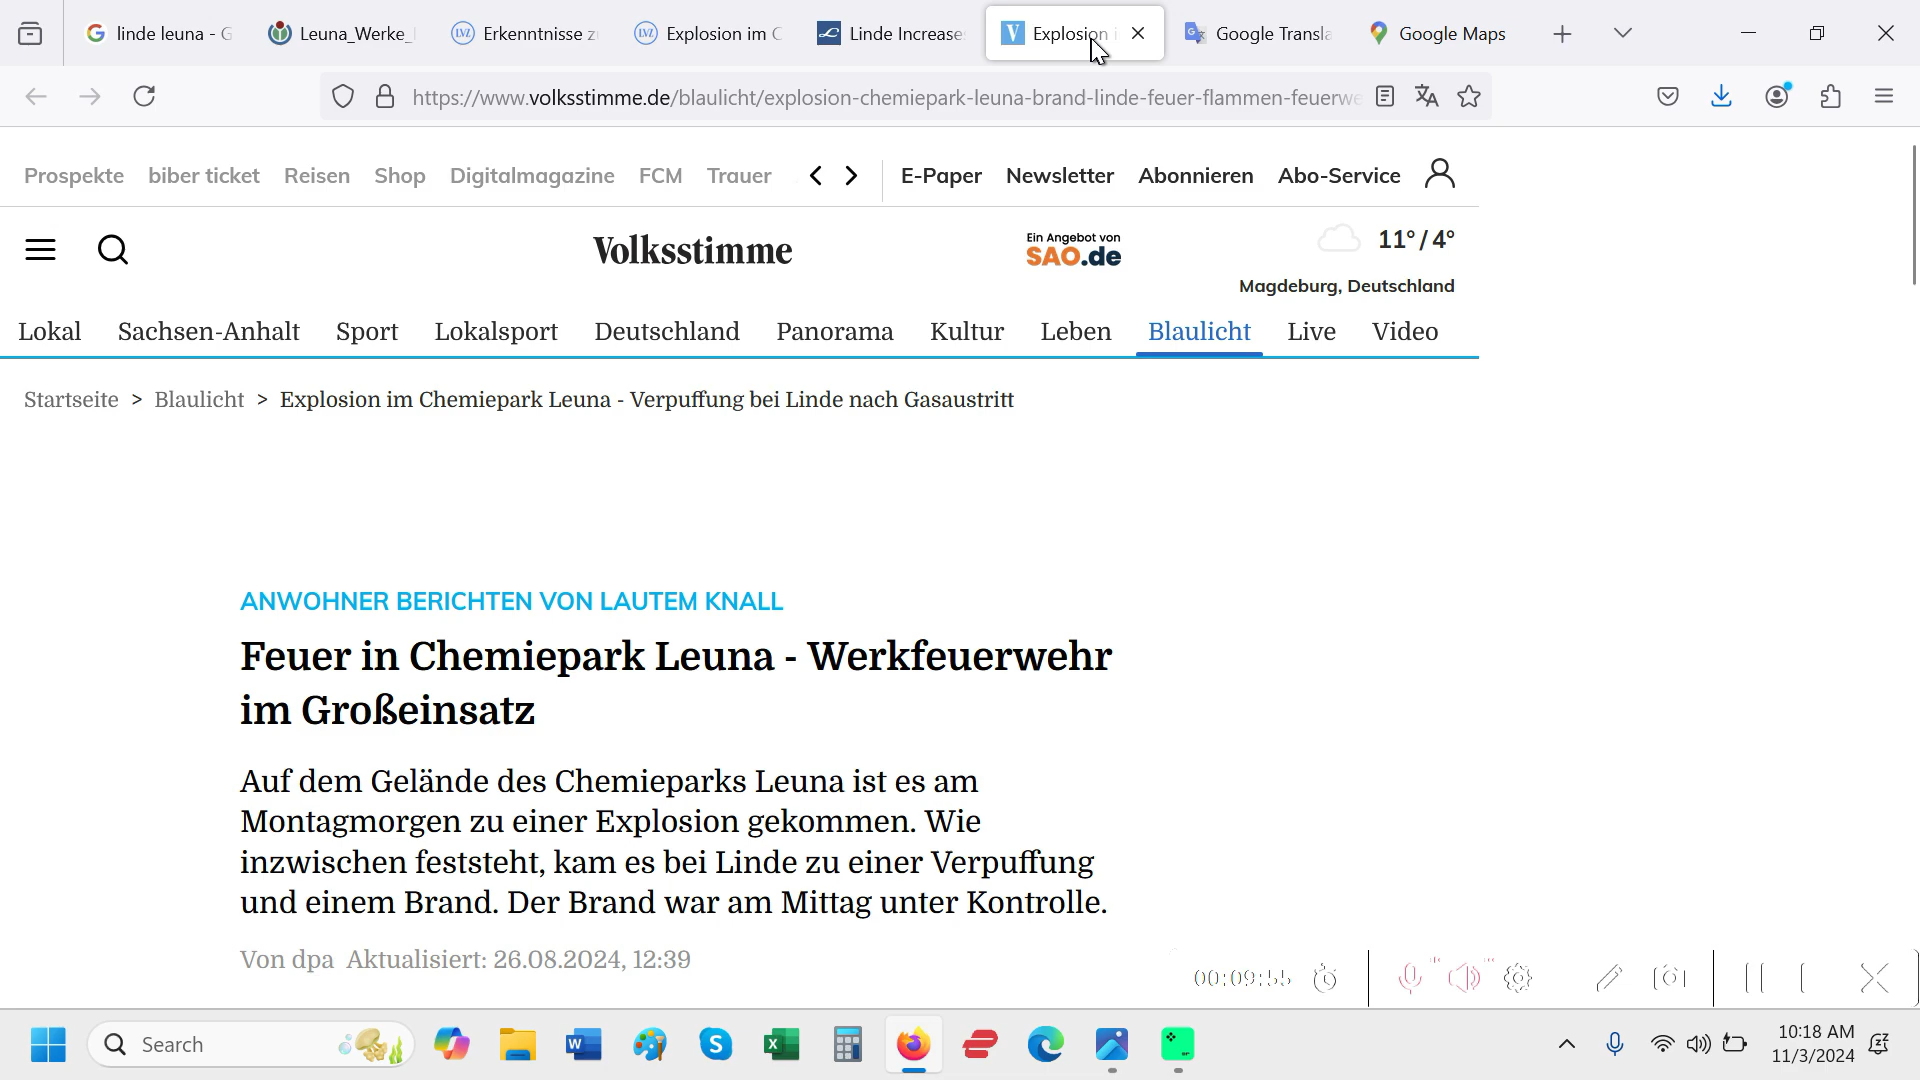 linde leuna - G
Leuna_Werke_
Erkenntnisse z
Explosion im C
Linde Increase
Explosion i
Google Transla
Google Maps
https://www.volksstimme.de/blaulicht/explosion-chemiepark-leuna-brand-linde-feuer-flammen-feuerwe
Prospekte biber ticket Reisen Shop Digitalmagazine FCM Trauer E-Paper Newsletter Abonnieren Abo-Service
Volksstimme
Ein Angebot von
SAO.de
11° / 4°
Magdeburg, Deutschland
Lokal Sachsen-Anhalt Sport Lokalsport Deutschland Panorama Kultur Leben Blaulicht Live Video
Startseite > Blaulicht > Explosion im Chemiepark Leuna - Verpuffung bei Linde nach Gasaustritt
ANWOHNER BERICHTEN VON LAUTEM KNALL
Feuer in Chemiepark Leuna - Werkfeuerwehr
im Großeinsatz
Auf dem Gelände des Chemieparks Leuna ist es am
Montagmorgen zu einer Explosion gekommen. Wie
inzwischen feststeht, kam es bei Linde zu einer Verpuffung
und einem Brand. Der Brand war am Mittag unter Kontrolle.
Von dpa Aktualisiert: 26.08.2024, 12:39
00:09:55
Search
10:18 AM
11/3/2024